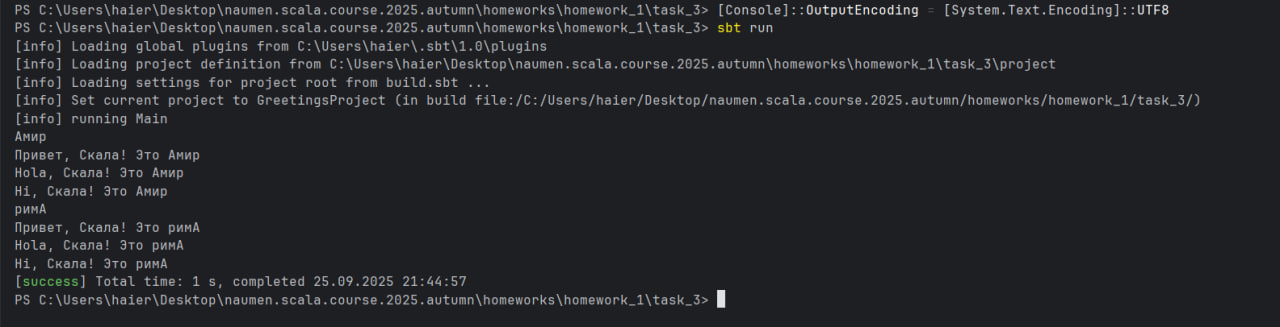 PS C:\Users\haier\Desktop\naumen.scala.course.2025.autumn\homeworks\homework_1\task_3> [Console]::OutputEncoding = [System.Text.Encoding]::UTF8
PS C:\Users\haier\Desktop\naumen.scala.course.2025.autumn\homeworks\homework_1\task_3> sbt run
[info] Loading global plugins from C:\Users\haier\.sbt\1.0\plugins
[info] Loading project definition from C:\Users\haier\Desktop\naumen.scala.course.2025.autumn\homeworks\homework_1\task_3\project
[info] Loading settings for project root from build.sbt ...
[info] Set current project to GreetingsProject (in build file:/C:/Users/haier/Desktop/naumen.scala.course.2025.autumn/homeworks/homework_1/task_3/)
[info] running Main
Амир
Привет, Скала! Это Амир
Hola, Скала! Это Амир
Hi, Скала! Это Амир
римА
Привет, Скала! Это римА
Hola, Скала! Это римА
Hi, Скала! Это римА
[success] Total time: 1 s, completed 25.09.2025 21:44:57
PS C:\Users\haier\Desktop\naumen.scala.course.2025.autumn\homeworks\homework_1\task_3>